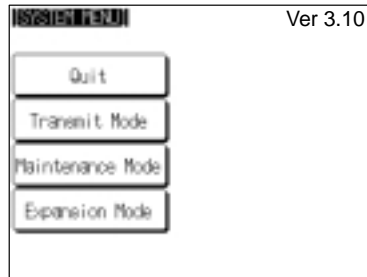 [SYSTEM MENU]
Ver 3.10
Quit
Transmit Mode
Maintenance Mode
Expansion Mode